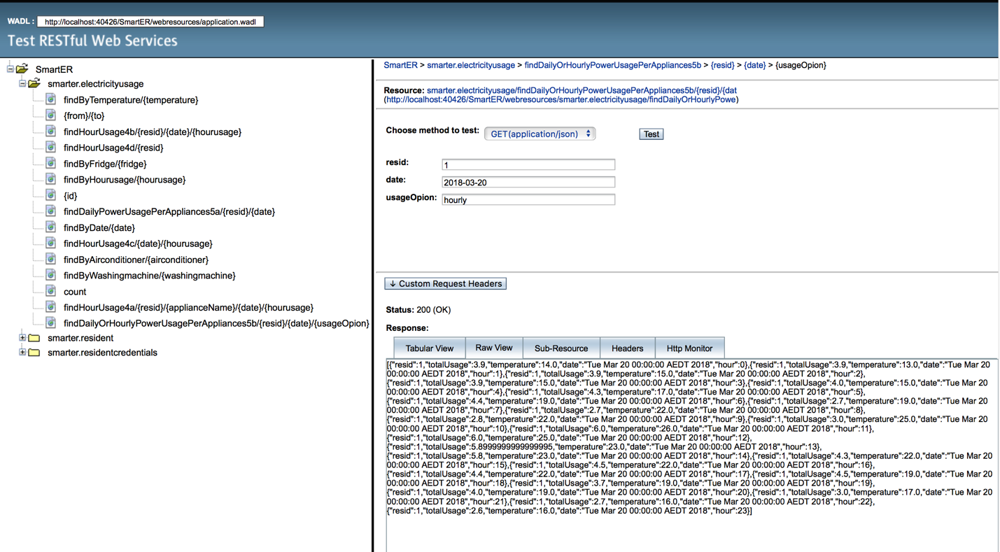 WADL : http://localhost:40426/SmartER/webresources/application.wadl
Test RESTful Web Services
SmartER
smarter.electricityusage
findByTemperature/{temperature}
{from}/{to}
findHourUsage4b/{resid}/{date}/{hourusage}
findHourUsage4d/{resid}
findByFridge/{fridge}
findByHourusage/{hourusage}
{id}
findDailyPowerUsagePerAppliances5a/{resid}/{date}
findByDate/{date}
findHourUsage4c/{date}/{hourusage}
findByAirconditioner/{airconditioner}
findByWashingmachine/{washingmachine}
count
findHourUsage4a/{resid}/{applianceName}/{date}/{hourusage}
findDailyOrHourlyPowerUsagePerAppliances5b/{resid}/{date}/{usageOpion}
smarter.resident
smarter.residentcredentials
SmartER > smarter.electricityusage > findDailyOrHourlyPowerUsagePerAppliances5b > {resid} > {date} > {usageOpion}
Resource: smarter.electricityusage/findDailyOrHourlyPowerUsagePerAppliances5b/{resid}/{dat
(http://localhost:40426/SmartER/webresources/smarter.electricityusage/findDailyOrHourlyPowe)
Choose method to test: GET(application/json) Test
resid: 1
date: 2018-03-20
usageOpion: hourly
↓ Custom Request Headers
Status: 200 (OK)
Response:
Tabular View Raw View Sub-Resource Headers Http Monitor
[{"resid":1,"totalUsage":3.9,"temperature":14.0,"date":"Tue Mar 20 00:00:00 AEDT 2018","hour":0},{"resid":1,"totalUsage":3.9,"temperature":13.0,"date":"Tue Mar 20
00:00:00 AEDT 2018","hour":1},{"resid":1,"totalUsage":3.9,"temperature":15.0,"date":"Tue Mar 20 00:00:00 AEDT 2018","hour":2},
{"resid":1,"totalUsage":3.9,"temperature":15.0,"date":"Tue Mar 20 00:00:00 AEDT 2018","hour":3},{"resid":1,"totalUsage":4.0,"temperature":15.0,"date":"Tue Mar 20
00:00:00 AEDT 2018","hour":4},{"resid":1,"totalUsage":4.3,"temperature":17.0,"date":"Tue Mar 20 00:00:00 AEDT 2018","hour":5},
{"resid":1,"totalUsage":4.4,"temperature":19.0,"date":"Tue Mar 20 00:00:00 AEDT 2018","hour":6},{"resid":1,"totalUsage":2.7,"temperature":19.0,"date":"Tue Mar 20
00:00:00 AEDT 2018","hour":7},{"resid":1,"totalUsage":2.7,"temperature":22.0,"date":"Tue Mar 20 00:00:00 AEDT 2018","hour":8},
{"resid":1,"totalUsage":2.8,"temperature":22.0,"date":"Tue Mar 20 00:00:00 AEDT 2018","hour":9},{"resid":1,"totalUsage":3.0,"temperature":25.0,"date":"Tue Mar 20
00:00:00 AEDT 2018","hour":10},{"resid":1,"totalUsage":6.0,"temperature":26.0,"date":"Tue Mar 20 00:00:00 AEDT 2018","hour":11},
{"resid":1,"totalUsage":6.0,"temperature":25.0,"date":"Tue Mar 20 00:00:00 AEDT 2018","hour":12},
{"resid":1,"totalUsage":5.8999999999999995,"temperature":23.0,"date":"Tue Mar 20 00:00:00 AEDT 2018","hour":13},
{"resid":1,"totalUsage":5.8,"temperature":23.0,"date":"Tue Mar 20 00:00:00 AEDT 2018","hour":14},{"resid":1,"totalUsage":4.3,"temperature":22.0,"date":"Tue Mar 20
00:00:00 AEDT 2018","hour":15},{"resid":1,"totalUsage":4.5,"temperature":22.0,"date":"Tue Mar 20 00:00:00 AEDT 2018","hour":16},
{"resid":1,"totalUsage":4.4,"temperature":22.0,"date":"Tue Mar 20 00:00:00 AEDT 2018","hour":17},{"resid":1,"totalUsage":4.5,"temperature":19.0,"date":"Tue Mar 20
00:00:00 AEDT 2018","hour":18},{"resid":1,"totalUsage":3.7,"temperature":19.0,"date":"Tue Mar 20 00:00:00 AEDT 2018","hour":19},
{"resid":1,"totalUsage":4.0,"temperature":19.0,"date":"Tue Mar 20 00:00:00 AEDT 2018","hour":20},{"resid":1,"totalUsage":3.0,"temperature":17.0,"date":"Tue Mar 20
00:00:00 AEDT 2018","hour":21},{"resid":1,"totalUsage":2.7,"temperature":16.0,"date":"Tue Mar 20 00:00:00 AEDT 2018","hour":22},
{"resid":1,"totalUsage":2.6,"temperature":16.0,"date":"Tue Mar 20 00:00:00 AEDT 2018","hour":23}]